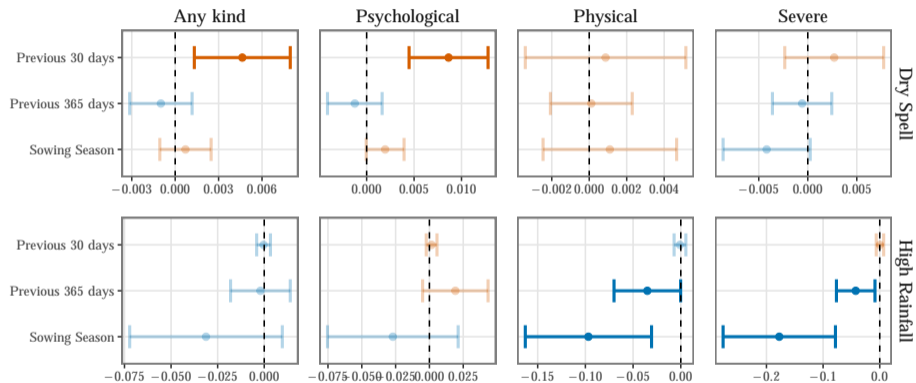 Any kind Psychological Physical Severe
Previous 30 days
Previous 365 days
Sowing Season
Dry Spell
−0.003 0.000 0.003 0.006 0.000 0.005 0.010 −0.002 0.000 0.002 0.004 −0.005 0.000 0.005
Previous 30 days
Previous 365 days
Sowing Season
High Rainfall
−0.075 −0.050 −0.025 0.000 −0.075 −0.050 −0.025 0.000 0.025 −0.15 −0.10 −0.05 0.00 −0.2 −0.1 0.0